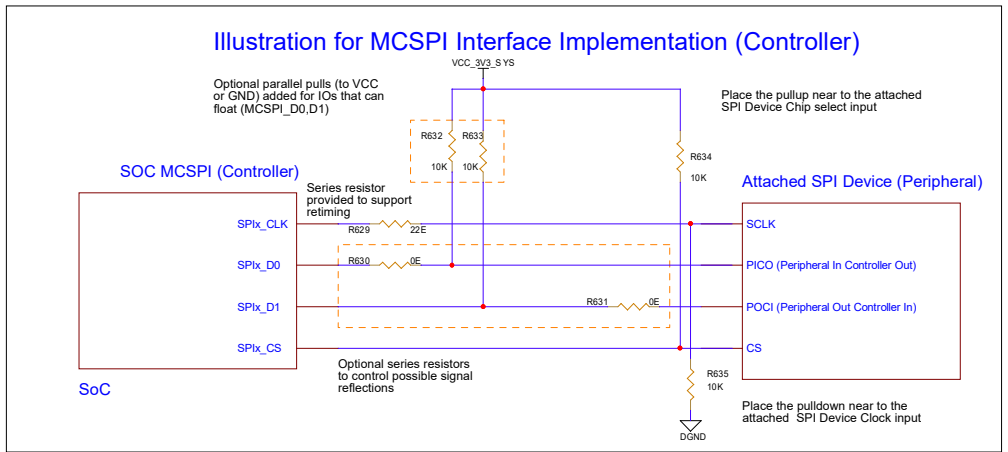 Illustration for MCSPI Interface Implementation (Controller)
VCC_3V3_SYS
Optional parallel pulls (to VCC
or GND) added for IOs that can
float (MCSPI_D0,D1)
Place the pullup near to the attached
SPI Device Chip select input
R632
R633
10K
10K
R634
10K
SOC MCSPI (Controller)
Attached SPI Device (Peripheral)
Series resistor
provided to support
retiming
SPIx_CLK
R629
22E
SCLK
SPIx_D0
R630
0E
PICO (Peripheral In Controller Out)
SPIx_D1
R631
0E
POCI (Peripheral Out Controller In)
SPIx_CS
CS
Optional series resistors
to control possible signal
reflections
R635
10K
SoC
Place the pulldown near to the
attached SPI Device Clock input
DGND